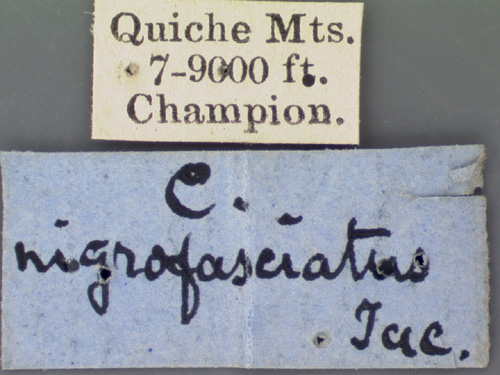 Quiche Mts.
7-9000 ft.
Champion.
C.
nigrofasciatus
Jac.